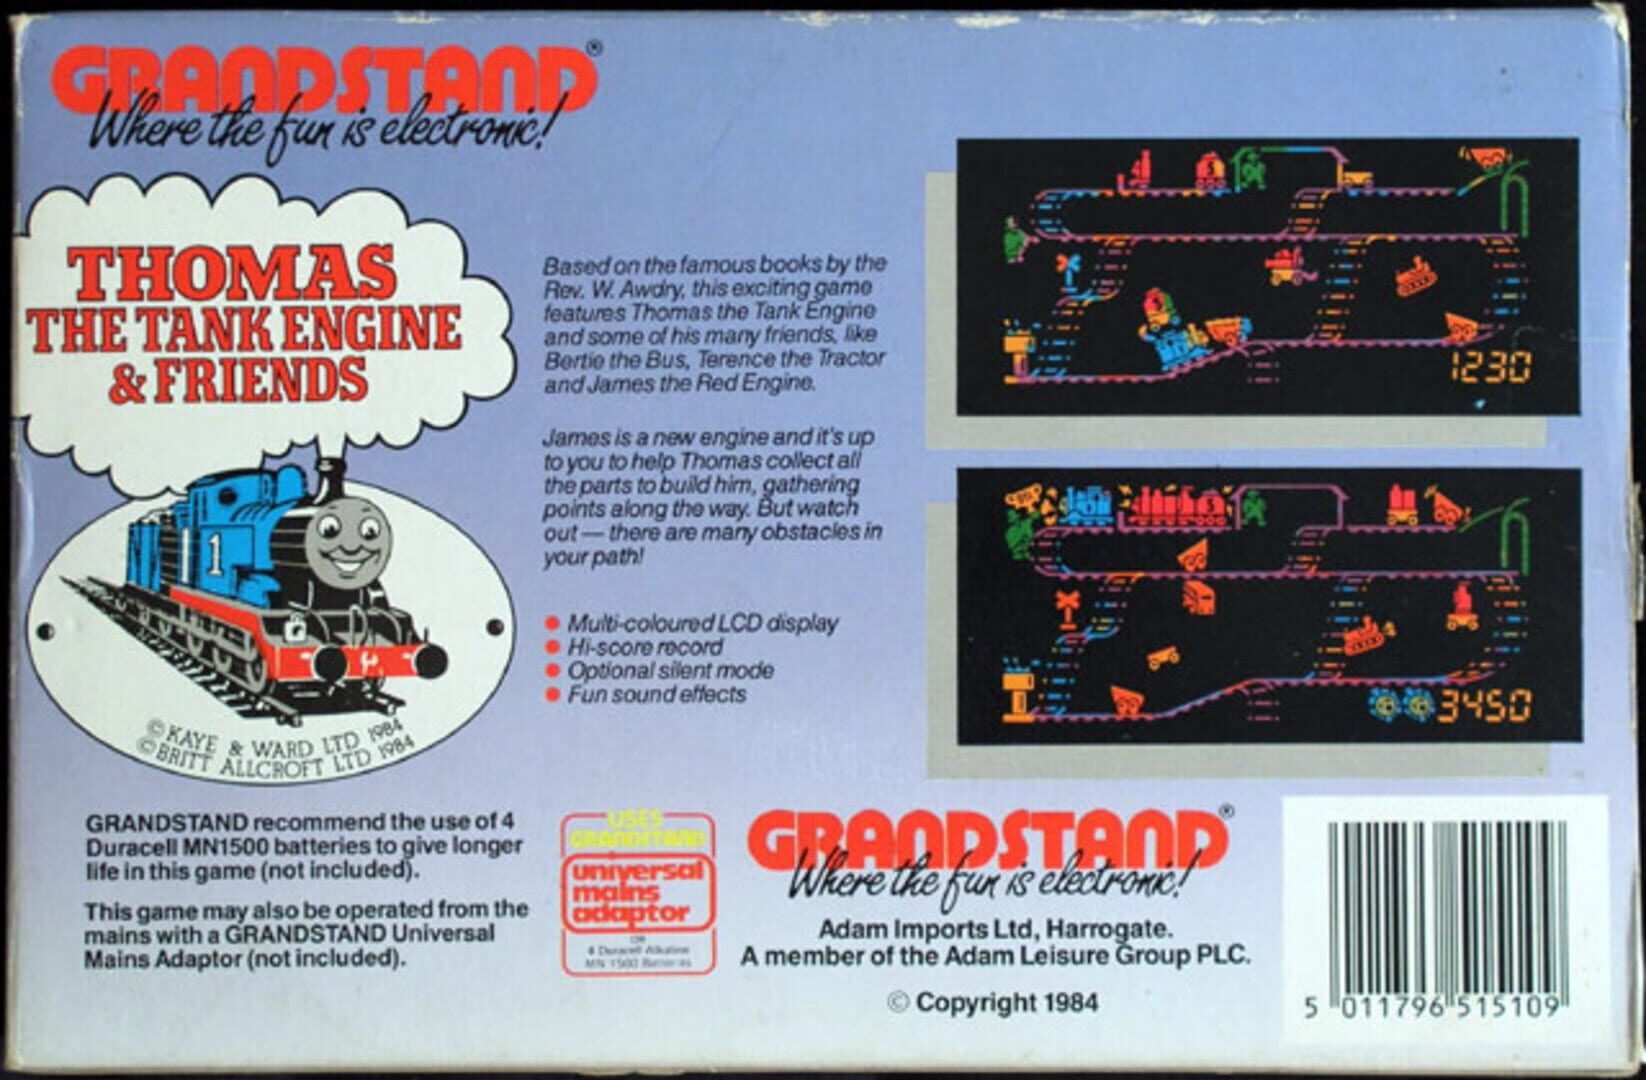 GRANDSTAND®
Where the fun is electronic!
THOMAS
THE TANK ENGINE
& FRIENDS
1
© KAYE & WARD LTD 1984
© BRITT ALLCROFT LTD 1984
Based on the famous books by the
Rev. W. Awdry, this exciting game
features Thomas the Tank Engine
and some of his many friends, like
Bertie the Bus, Terence the Tractor
and James the Red Engine.
James is a new engine and it's up
to you to help Thomas collect all
the parts to build him, gathering
points along the way. But watch
out — there are many obstacles in
your path!
• Multi-coloured LCD display
• Hi-score record
• Optional silent mode
• Fun sound effects
1230
3450
GRANDSTAND recommend the use of 4
Duracell MN1500 batteries to give longer
life in this game (not included).
This game may also be operated from the
mains with a GRANDSTAND Universal
Mains Adaptor (not included).
USES
GRANDSTAND
universal
mains
adaptor
OR
4 Duracell Alkaline
MN 1500 Batteries
GRANDSTAND®
Where the fun is electronic!
Adam Imports Ltd, Harrogate.
A member of the Adam Leisure Group PLC.
© Copyright 1984
5 011796 515109